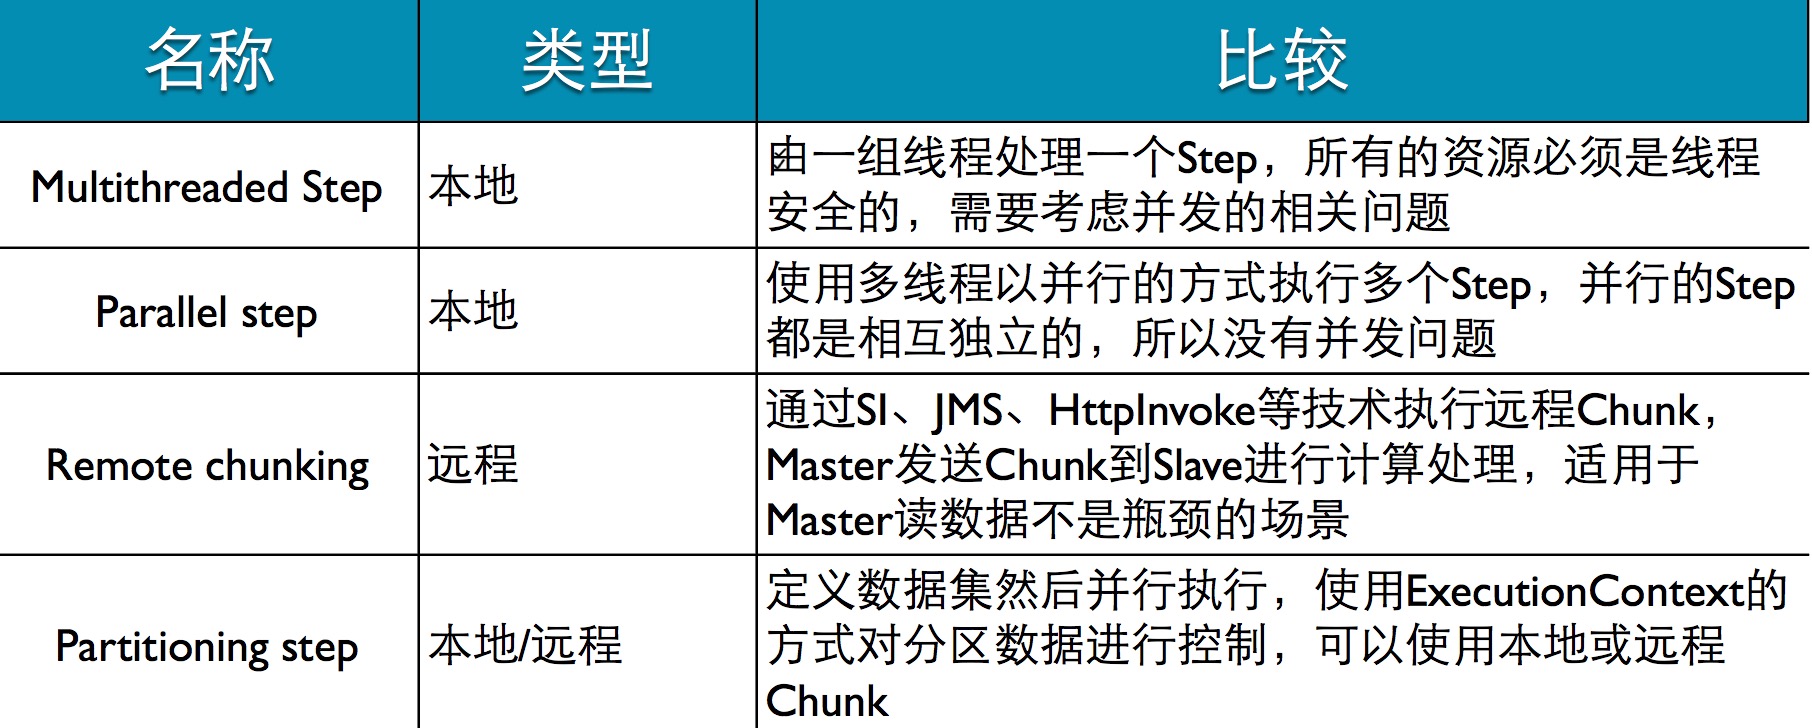 名称 类型 比较
Multithreaded Step 本地 由一组线程处理一个Step，所有的资源必须是线程
安全的，需要考虑并发的相关问题
Parallel step 本地 使用多线程以并行的方式执行多个Step，并行的Step
都是相互独立的，所以没有并发问题
Remote chunking 远程 通过SI、JMS、HttpInvoke等技术执行远程Chunk，
Master发送Chunk到Slave进行计算处理，适用于
Master读数据不是瓶颈的场景
Partitioning step 本地/远程 定义数据集然后并行执行，使用ExecutionContext的
方式对分区数据进行控制，可以使用本地或远程
Chunk